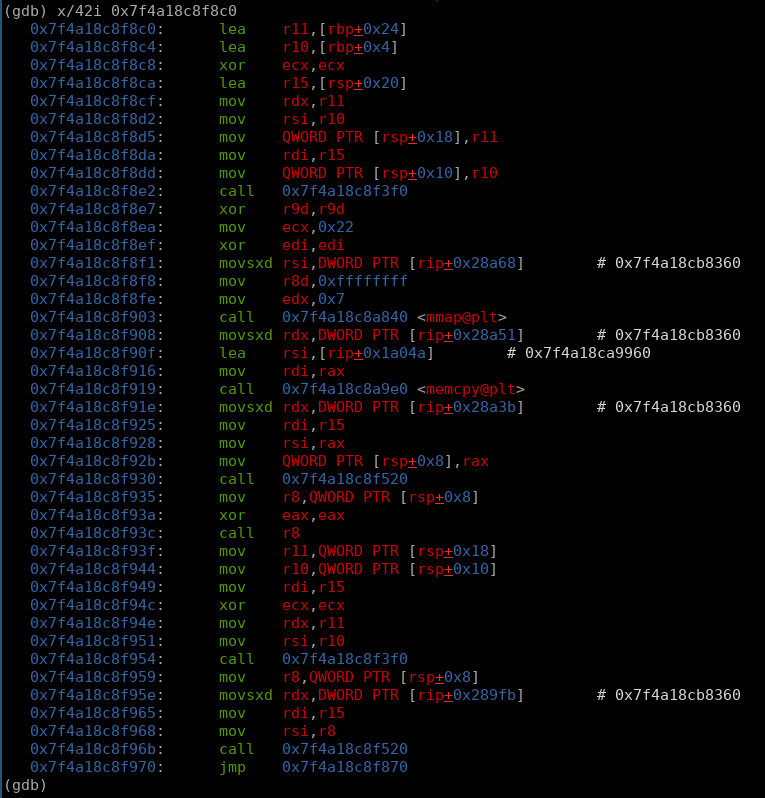 (gdb) x/42i 0x7f4a18c8f8c0
0x7f4a18c8f8c0: lea r11,[rbp+0x24]
0x7f4a18c8f8c4: lea r10,[rbp+0x4]
0x7f4a18c8f8c8: xor ecx,ecx
0x7f4a18c8f8ca: lea r15,[rsp+0x20]
0x7f4a18c8f8cf: mov rdx,r11
0x7f4a18c8f8d2: mov rsi,r10
0x7f4a18c8f8d5: mov QWORD PTR [rsp+0x18],r11
0x7f4a18c8f8da: mov rdi,r15
0x7f4a18c8f8dd: mov QWORD PTR [rsp+0x10],r10
0x7f4a18c8f8e2: call 0x7f4a18c8f3f0
0x7f4a18c8f8e7: xor r9d,r9d
0x7f4a18c8f8ea: mov ecx,0x22
0x7f4a18c8f8ef: xor edi,edi
0x7f4a18c8f8f1: movsxd rsi,DWORD PTR [rip+0x28a68] # 0x7f4a18cb8360
0x7f4a18c8f8f8: mov r8d,0xffffffff
0x7f4a18c8f8fe: mov edx,0x7
0x7f4a18c8f903: call 0x7f4a18c8a840 <mmap@plt>
0x7f4a18c8f908: movsxd rdx,DWORD PTR [rip+0x28a51] # 0x7f4a18cb8360
0x7f4a18c8f90f: lea rsi,[rip+0x1a04a] # 0x7f4a18ca9960
0x7f4a18c8f916: mov rdi,rax
0x7f4a18c8f919: call 0x7f4a18c8a9e0 <memcpy@plt>
0x7f4a18c8f91e: movsxd rdx,DWORD PTR [rip+0x28a3b] # 0x7f4a18cb8360
0x7f4a18c8f925: mov rdi,r15
0x7f4a18c8f928: mov rsi,rax
0x7f4a18c8f92b: mov QWORD PTR [rsp+0x8],rax
0x7f4a18c8f930: call 0x7f4a18c8f520
0x7f4a18c8f935: mov r8,QWORD PTR [rsp+0x8]
0x7f4a18c8f93a: xor eax,eax
0x7f4a18c8f93c: call r8
0x7f4a18c8f93f: mov r11,QWORD PTR [rsp+0x18]
0x7f4a18c8f944: mov r10,QWORD PTR [rsp+0x10]
0x7f4a18c8f949: mov rdi,r15
0x7f4a18c8f94c: xor ecx,ecx
0x7f4a18c8f94e: mov rdx,r11
0x7f4a18c8f951: mov rsi,r10
0x7f4a18c8f954: call 0x7f4a18c8f3f0
0x7f4a18c8f959: mov r8,QWORD PTR [rsp+0x8]
0x7f4a18c8f95e: movsxd rdx,DWORD PTR [rip+0x289fb] # 0x7f4a18cb8360
0x7f4a18c8f965: mov rdi,r15
0x7f4a18c8f968: mov rsi,r8
0x7f4a18c8f96b: call 0x7f4a18c8f520
0x7f4a18c8f970: jmp 0x7f4a18c8f870
(gdb)